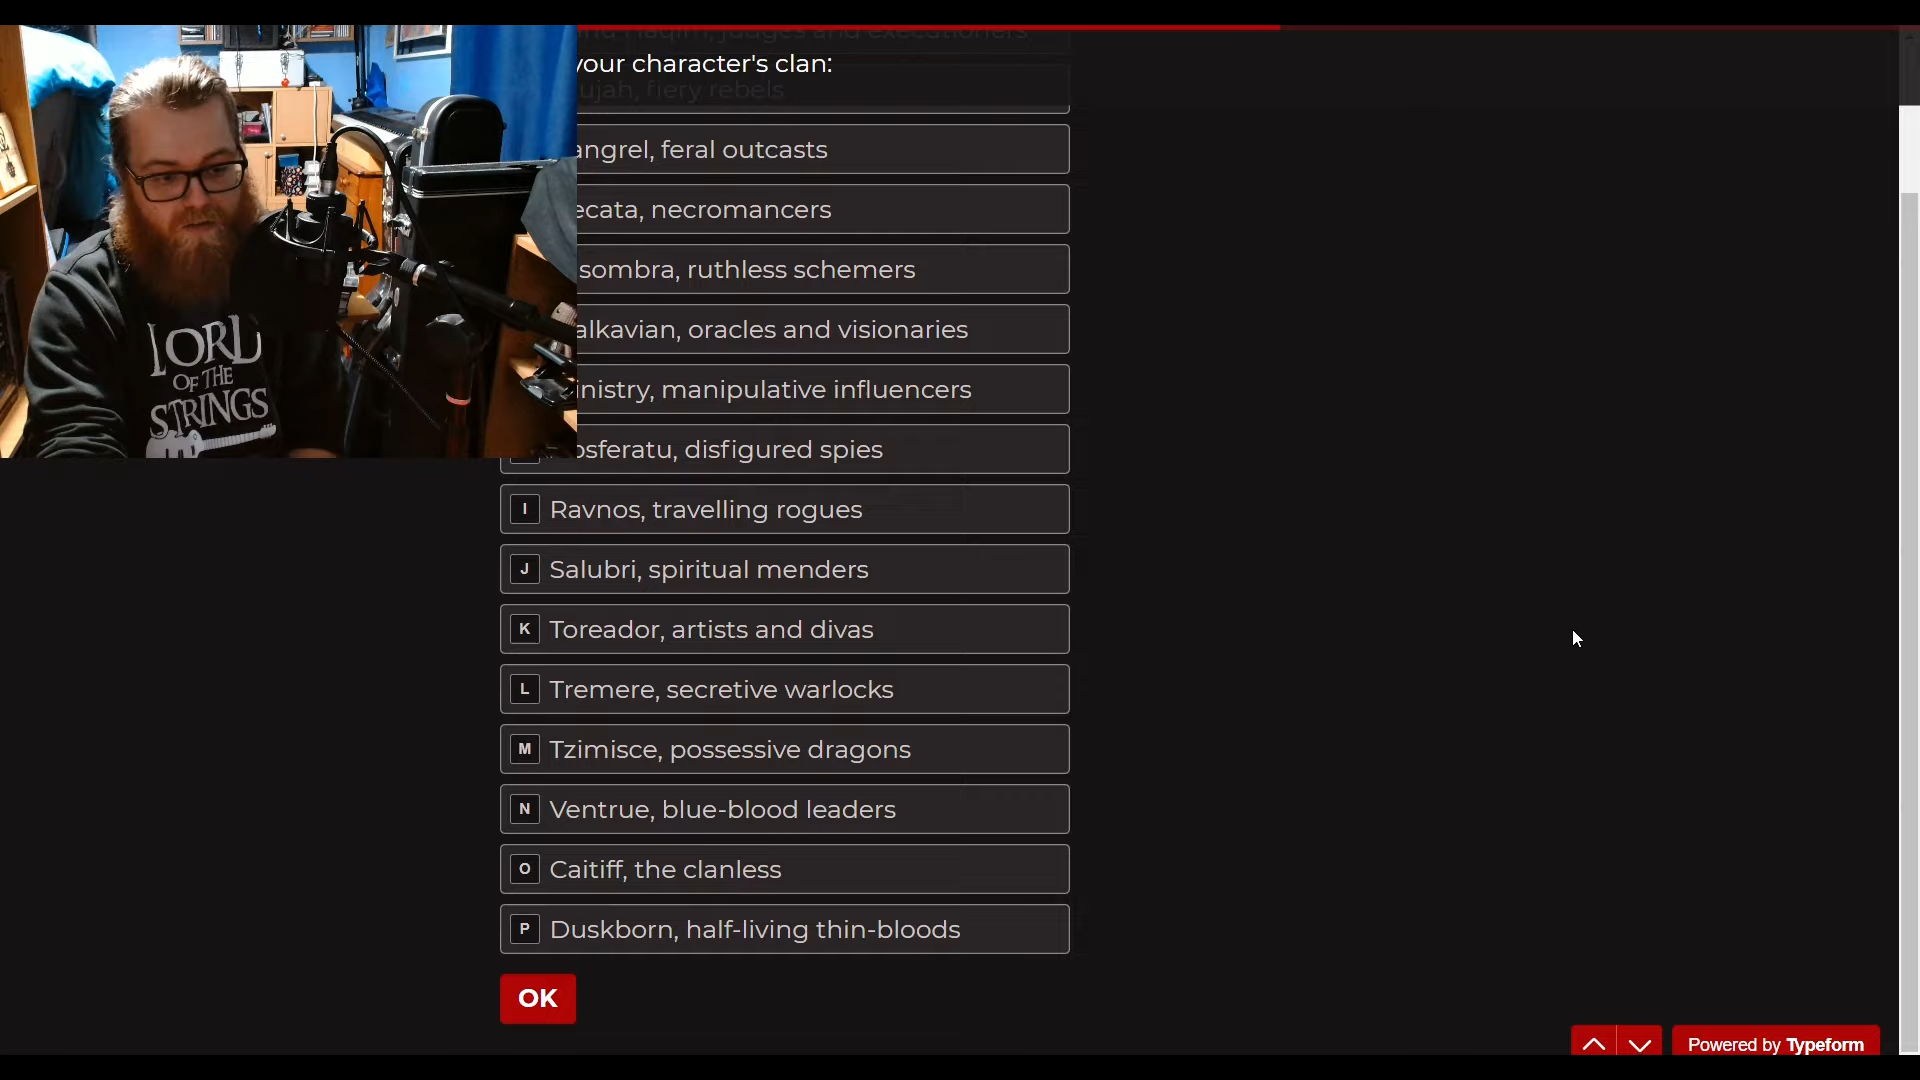 your character's clan:
ujah, fiery rebels
angrel, feral outcasts
ecata, necromancers
sombra, ruthless schemers
alkavian, oracles and visionaries
inistry, manipulative influencers
osferatu, disfigured spies
I Ravnos, travelling rogues
J Salubri, spiritual menders
K Toreador, artists and divas
L Tremere, secretive warlocks
M Tzimisce, possessive dragons
N Ventrue, blue-blood leaders
O Caitiff, the clanless
P Duskborn, half-living thin-bloods
OK
Powered by Typeform
LORD
OF THE
STRINGS